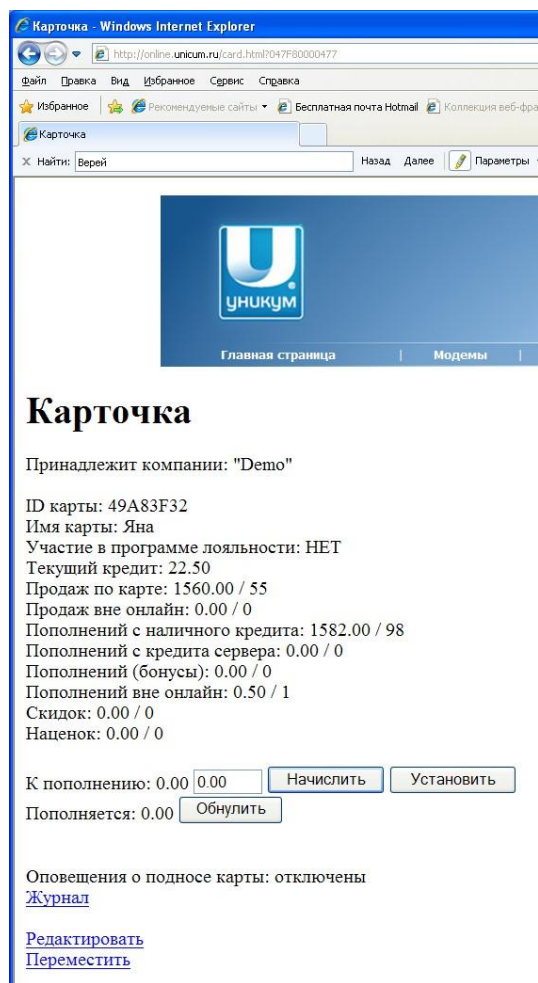 Карточка - Windows Internet Explorer
http://online.unicum.ru/card.html?047F80000477
Файл Правка Вид Избранное Сервис Справка
Избранное Рекомендуемые сайты Бесплатная почта Hotmail Коллекция веб-фра
Карточка
X Найти: Верей Назад Далее Параметры
уникум
Главная страница | Модемы |
Карточка
Принадлежит компании: "Demo"
ID карты: 49A83F32
Имя карты: Яна
Участие в программе лояльности: НЕТ
Текущий кредит: 22.50
Продаж по карте: 1560.00 / 55
Продаж вне онлайн: 0.00 / 0
Пополнений с наличного кредита: 1582.00 / 98
Пополнений с кредита сервера: 0.00 / 0
Пополнений (бонусы): 0.00 / 0
Пополнений вне онлайн: 0.50 / 1
Скидок: 0.00 / 0
Наценок: 0.00 / 0
К пополнению: 0.00 0.00 Начислить Установить
Пополняется: 0.00 Обнулить
Оповещения о подносе карты: отключены
Журнал
Редактировать
Переместить